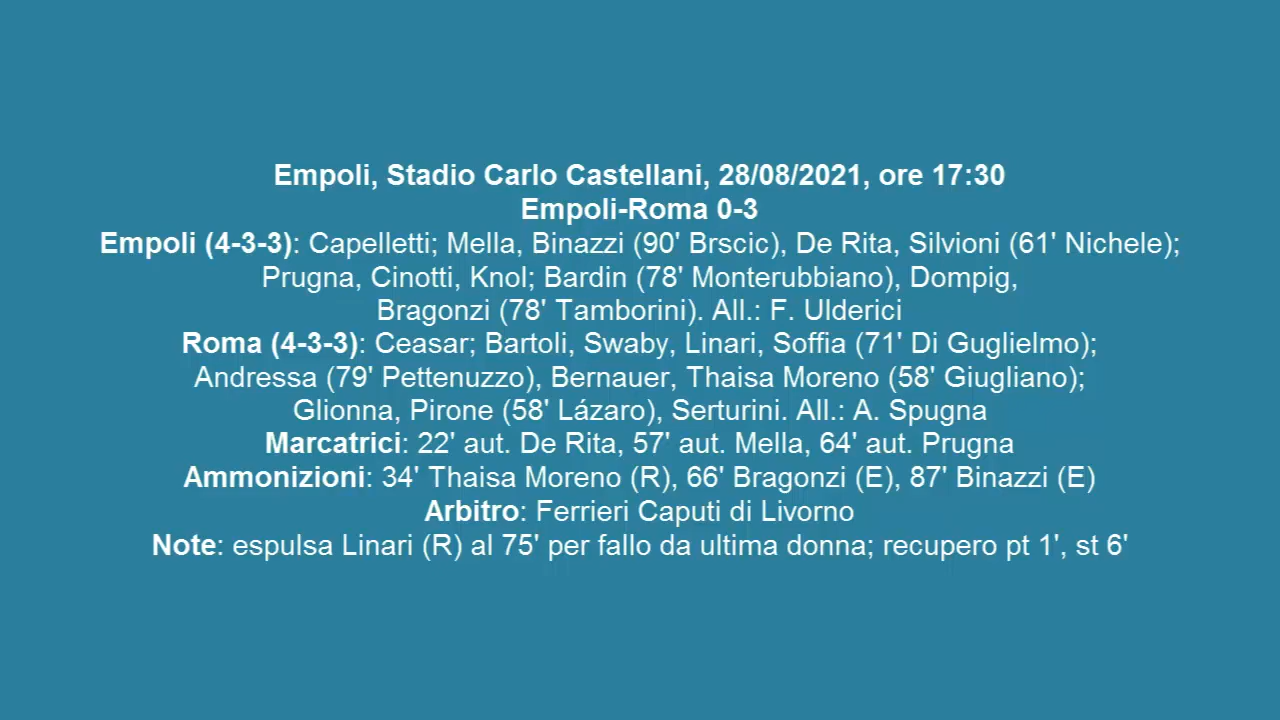 Empoli, Stadio Carlo Castellani, 28/08/2021, ore 17:30
Empoli-Roma 0-3
Empoli (4-3-3): Capelletti; Mella, Binazzi (90' Brscic), De Rita, Silvioni (61' Nichele);
Prugna, Cinotti, Knol; Bardin (78' Monterubbiano), Dompig,
Bragonzi (78' Tamborini). All.: F. Ulderici
Roma (4-3-3): Ceasar; Bartoli, Swaby, Linari, Soffia (71' Di Guglielmo);
Andressa (79' Pettenuzzo), Bernauer, Thaisa Moreno (58' Giugliano);
Glionna, Pirone (58' Lázaro), Serturini. All.: A. Spugna
Marcatrici: 22' aut. De Rita, 57' aut. Mella, 64' aut. Prugna
Ammonizioni: 34' Thaisa Moreno (R), 66' Bragonzi (E), 87' Binazzi (E)
Arbitro: Ferrieri Caputi di Livorno
Note: espulsa Linari (R) al 75' per fallo da ultima donna; recupero pt 1', st 6'